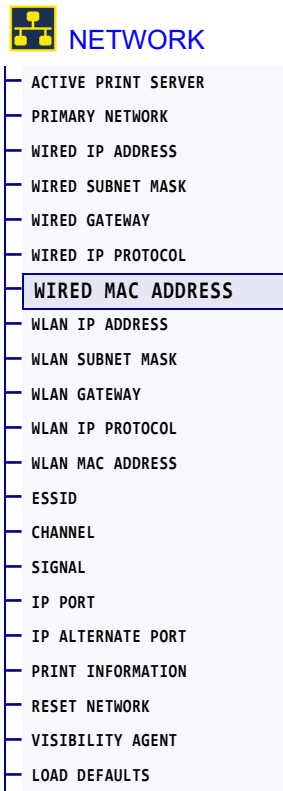 NETWORK
ACTIVE PRINT SERVER
PRIMARY NETWORK
WIRED IP ADDRESS
WIRED SUBNET MASK
WIRED GATEWAY
WIRED IP PROTOCOL
WIRED MAC ADDRESS
WLAN IP ADDRESS
WLAN SUBNET MASK
WLAN GATEWAY
WLAN IP PROTOCOL
WLAN MAC ADDRESS
ESSID
CHANNEL
SIGNAL
IP PORT
IP ALTERNATE PORT
PRINT INFORMATION
RESET NETWORK
VISIBILITY AGENT
LOAD DEFAULTS